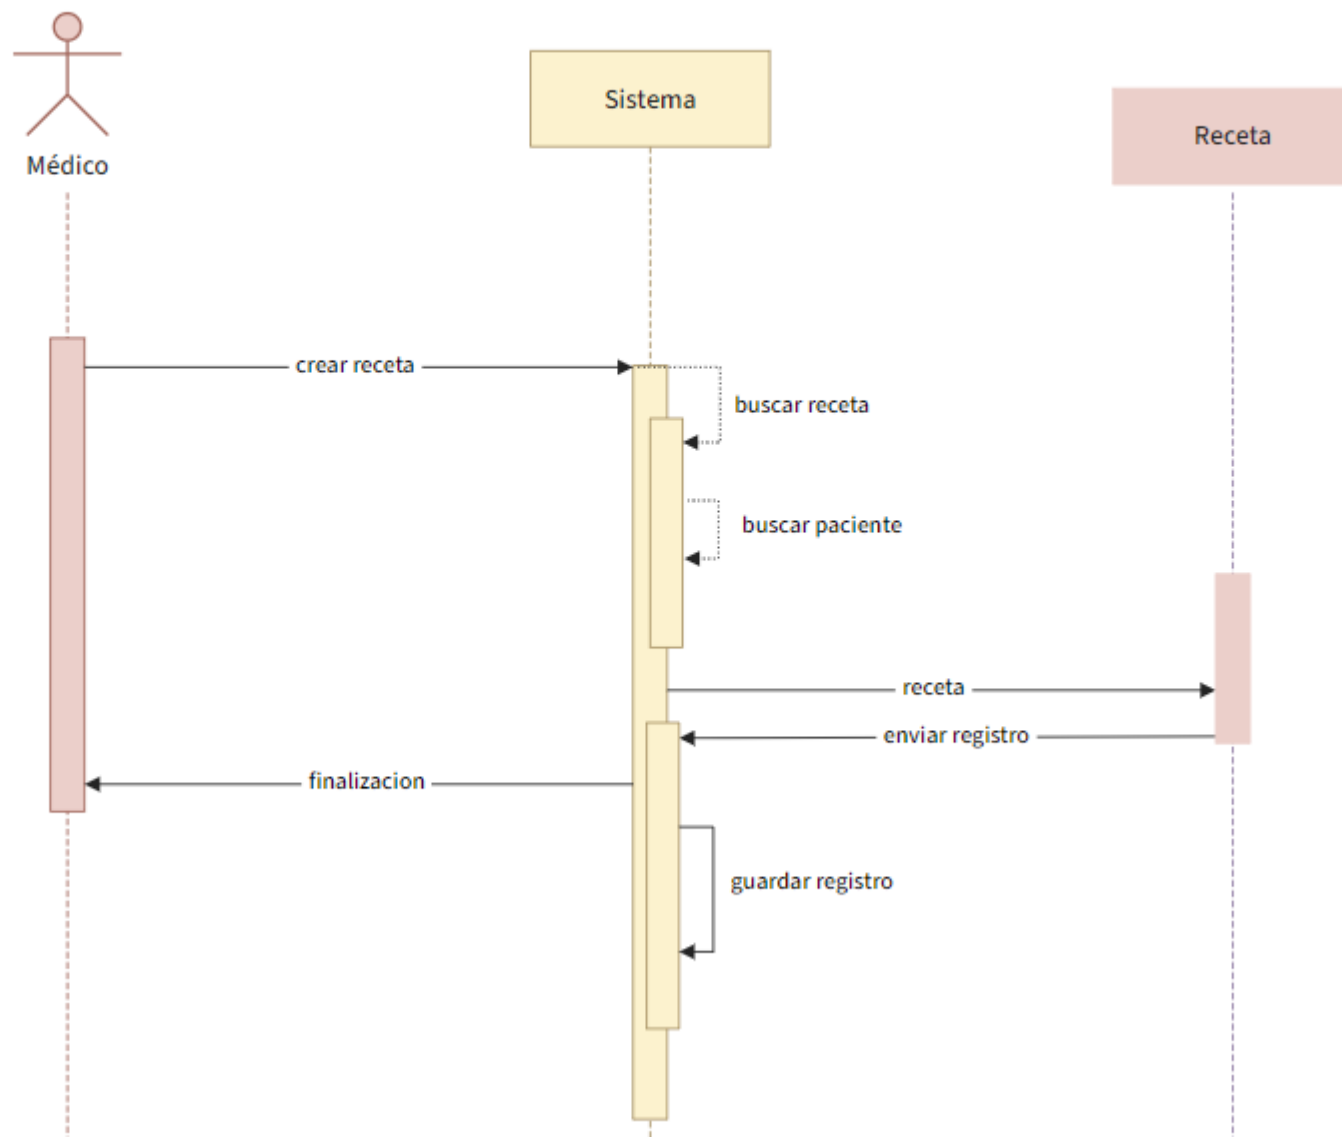 Sistema
Receta
Médico
crear receta
buscar receta
buscar paciente
receta
enviar registro
finalizacion
guardar registro